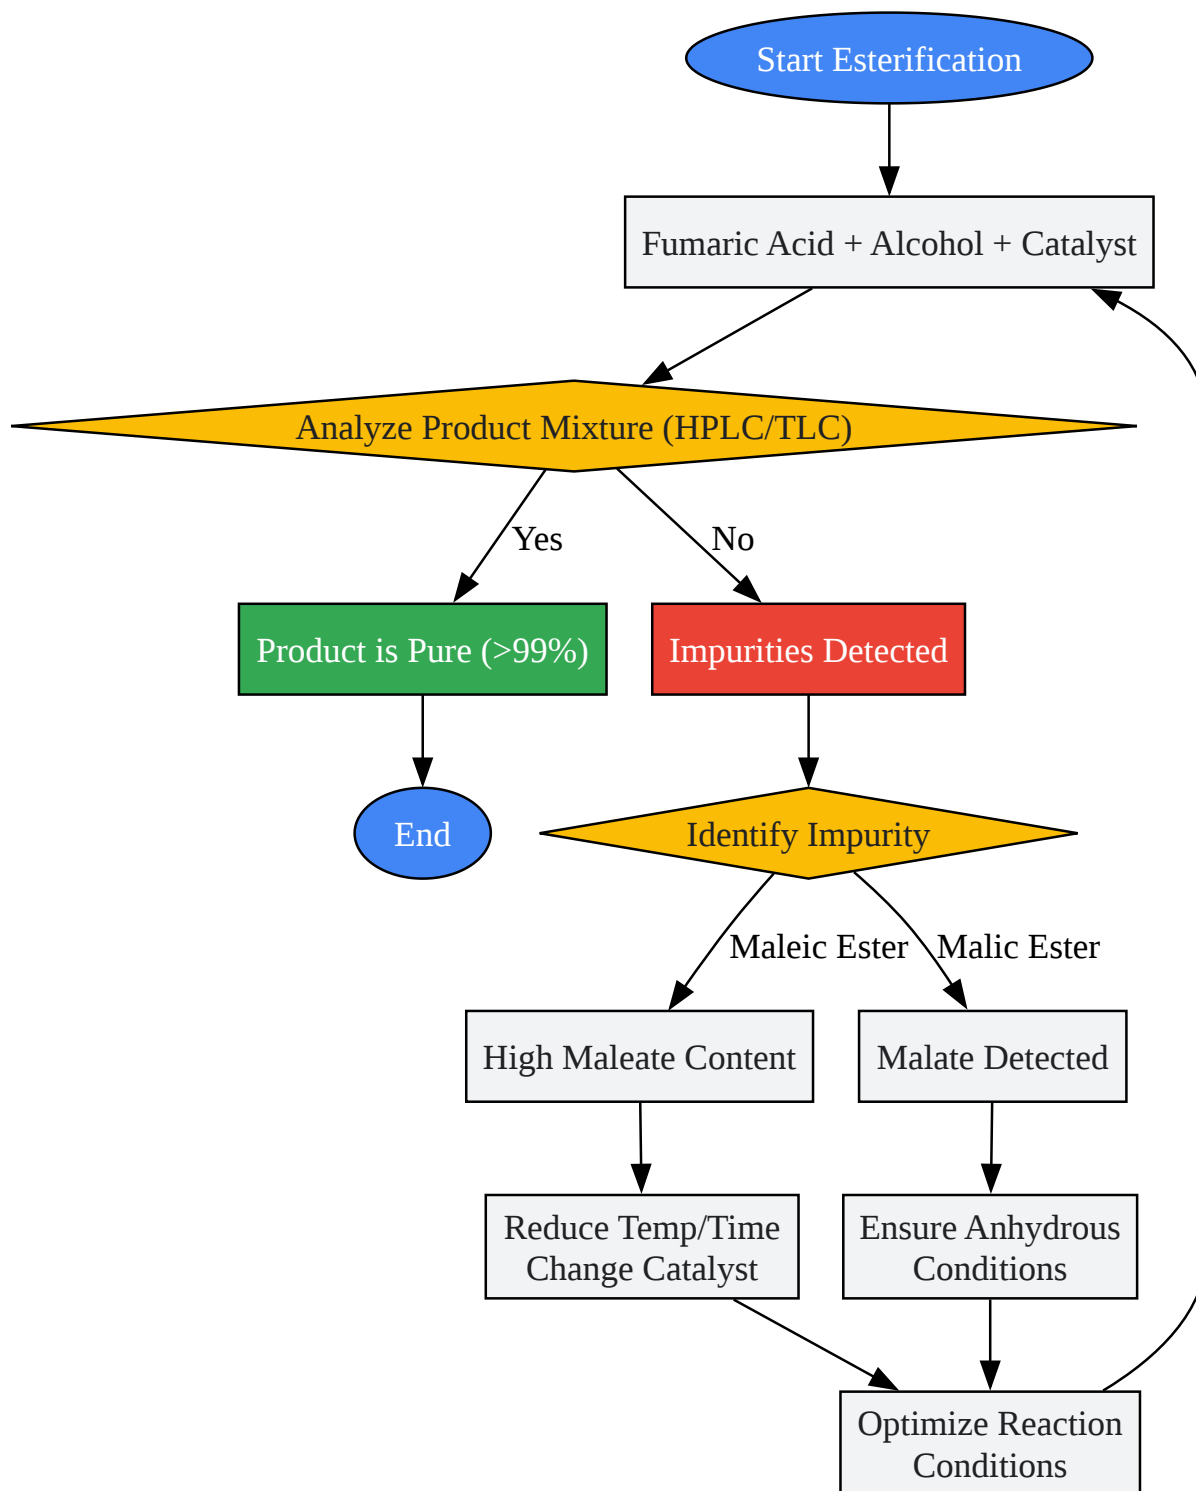 Start Esterification
Fumaric Acid + Alcohol + Catalyst
Analyze Product Mixture (HPLC/TLC)
Yes
No
Product is Pure (>99%)
Impurities Detected
End
Identify Impurity
Maleic Ester
Malic Ester
High Maleate Content
Malate Detected
Reduce Temp/Time
Change Catalyst
Ensure Anhydrous
Conditions
Optimize Reaction
Conditions